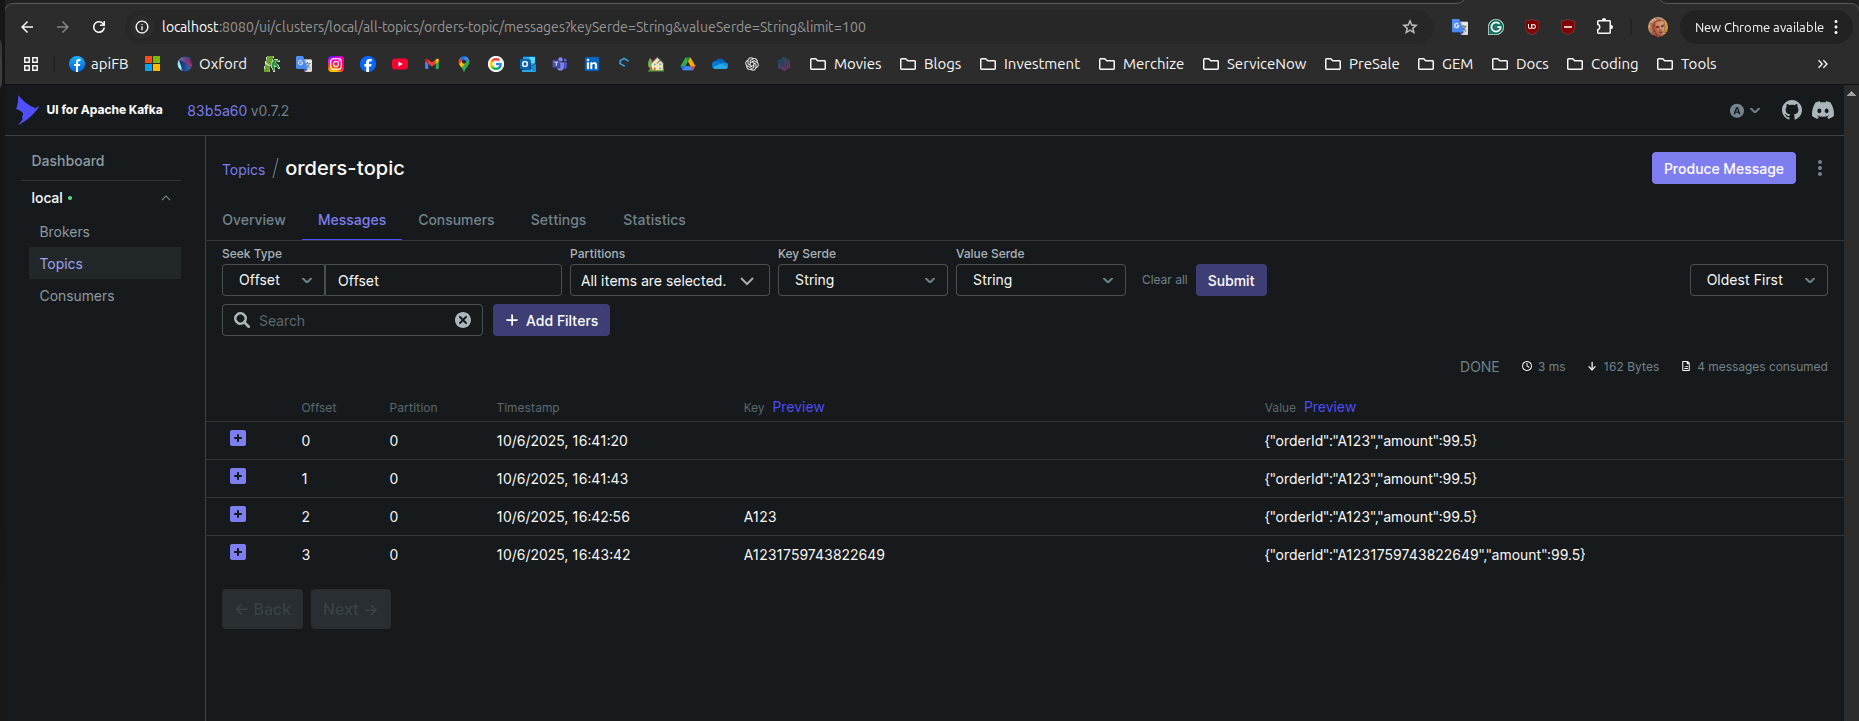 localhost:8080/ui/clusters/local/all-topics/orders-topic/messages?keySerde=String&valueSerde=String&limit=100
New Chrome available
apiFB Oxford Movies Blogs Investment Merchize ServiceNow PreSale GEM Docs Coding Tools »
UI for Apache Kafka 83b5a60 v0.7.2 A
Dashboard
local
Brokers
Topics
Consumers
Topics / orders-topic
Produce Message
Overview Messages Consumers Settings Statistics
Seek Type Partitions Key Serde Value Serde
Offset Offset All items are selected. String String Clear all Submit Oldest First
Search + Add Filters
DONE 3 ms 162 Bytes 4 messages consumed
Offset Partition Timestamp Key Preview Value Preview
0 0 10/6/2025, 16:41:20 {"orderId":"A123","amount":99.5}
1 0 10/6/2025, 16:41:43 {"orderId":"A123","amount":99.5}
2 0 10/6/2025, 16:42:56 A123 {"orderId":"A123","amount":99.5}
3 0 10/6/2025, 16:43:42 A1231759743822649 {"orderId":"A1231759743822649","amount":99.5}
← Back Next →